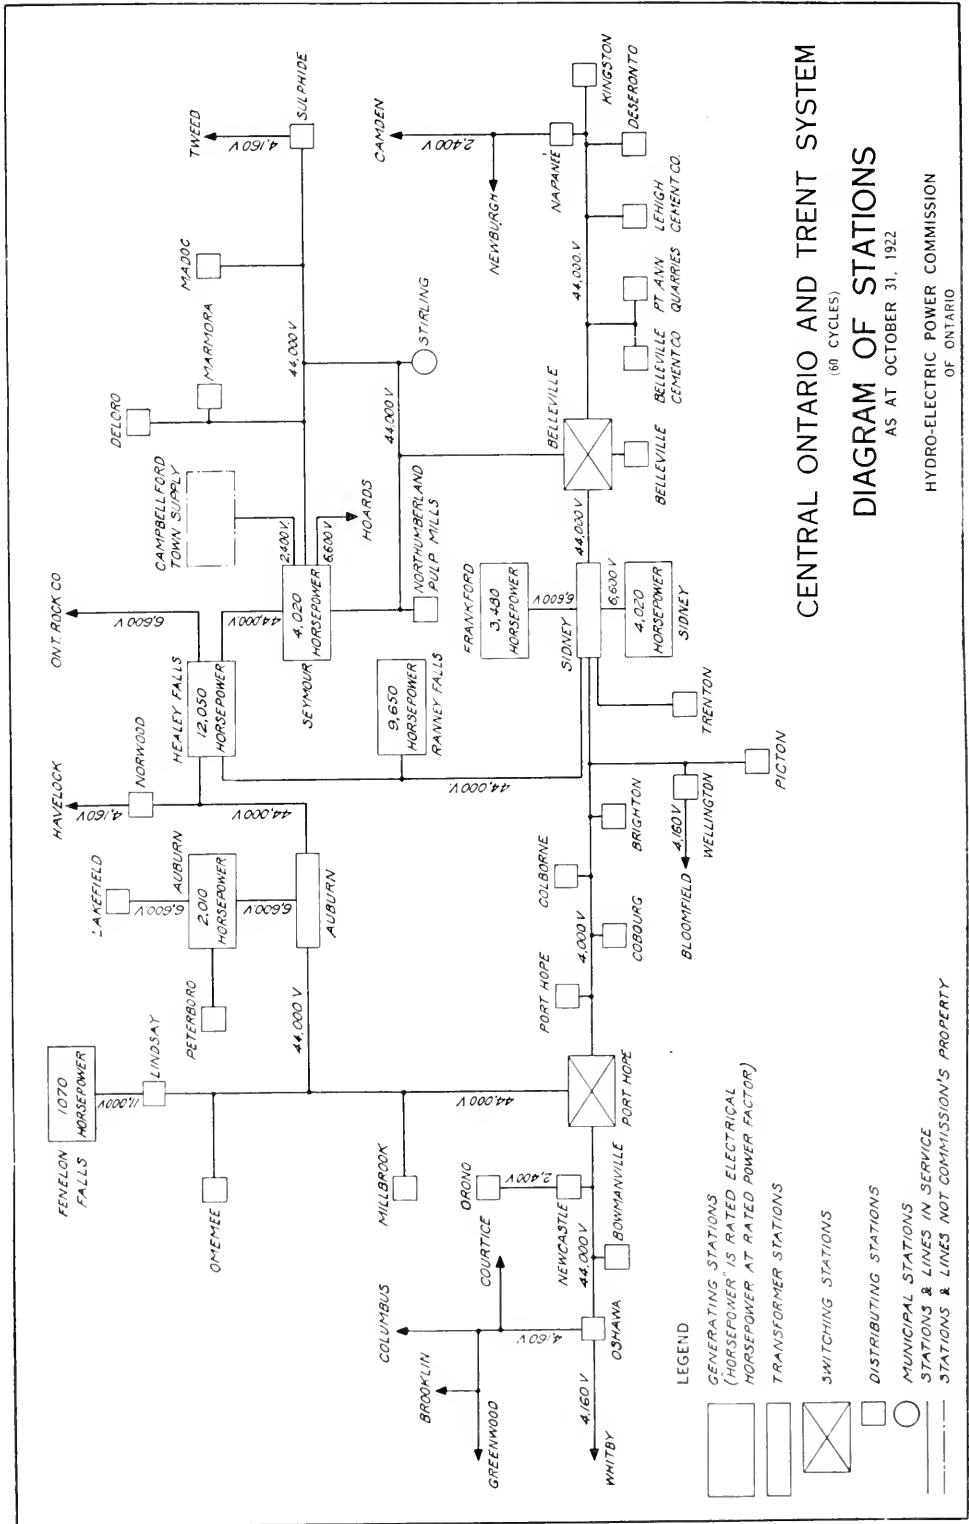 CENTRAL ONTARIO AND TRENT SYSTEM
(60 CYCLES)
DIAGRAM OF STATIONS
AS AT OCTOBER 31, 1922
HYDRO-ELECTRIC POWER COMMISSION
OF ONTARIO
FENELON
FALLS
1070
HORSEPOWER
11,000V
LINDSAY
OMEMEE
PETERBORO
LAKEFIELD
6,600V.
AUBURN
2,010
HORSEPOWER
6,600V.
AUBURN
44,000 V
HAVELOCK
4,160V
NORWOOD
44,000V
ONT. ROCK CO
6,600 V
HEALEY FALLS
12,050
HORSEPOWER
44,000V
CAMPBELLFORD
TOWN SUPPLY
2,400V.
6,600V
HOARDS
4,020
HORSEPOWER
SEYMOUR
DELORO
MARMORA
MADOC
44,000V
TWEED
4,160V
SULPHIDE
STIRLING
44,000V
NORTHUMBERLAND
PULP MILLS
9,650
HORSEPOWER
RANNEY FALLS
44,000V.
MILLBROOK
44,000V
COLUMBUS
BROOKLIN
GREENWOOD
COURTICE
4,160V
ORONO
2,400V
NEWCASTLE
WHITBY
4,160 V
OSHAWA
44,000V
BOWMANVILLE
PORT HOPE
PORT HOPE
4,000V
COBOURG
COLBORNE
BRIGHTON
BLOOMFIELD
4,160V
WELLINGTON
PICTON
TRENTON
FRANKFORD
3,480
HORSEPOWER
6,600V
SIDNEY
6,600V
4,020
HORSEPOWER
SIDNEY
44,000V
BELLEVILLE
BELLEVILLE
BELLEVILLE
CEMENT CO
PT ANN
QUARRIES
44,000.V
LEHIGH
CEMENT CO.
CAMDEN
2,400V
NEWBURGH
NAPANEE
DESERONTO
KINGSTON
LEGEND
GENERATING STATIONS
("HORSEPOWER" IS RATED ELECTRICAL
HORSEPOWER AT RATED POWER FACTOR)
TRANSFORMER STATIONS
SWITCHING STATIONS
DISTRIBUTING STATIONS
MUNICIPAL STATIONS
STATIONS & LINES IN SERVICE
STATIONS & LINES NOT COMMISSION'S PROPERTY